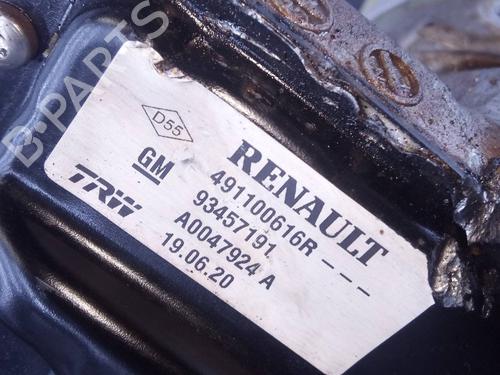 RENAULT
491100616R ---
93457191
A0047924 A
19.06.20
D55
GM
TRW
B-PARTS